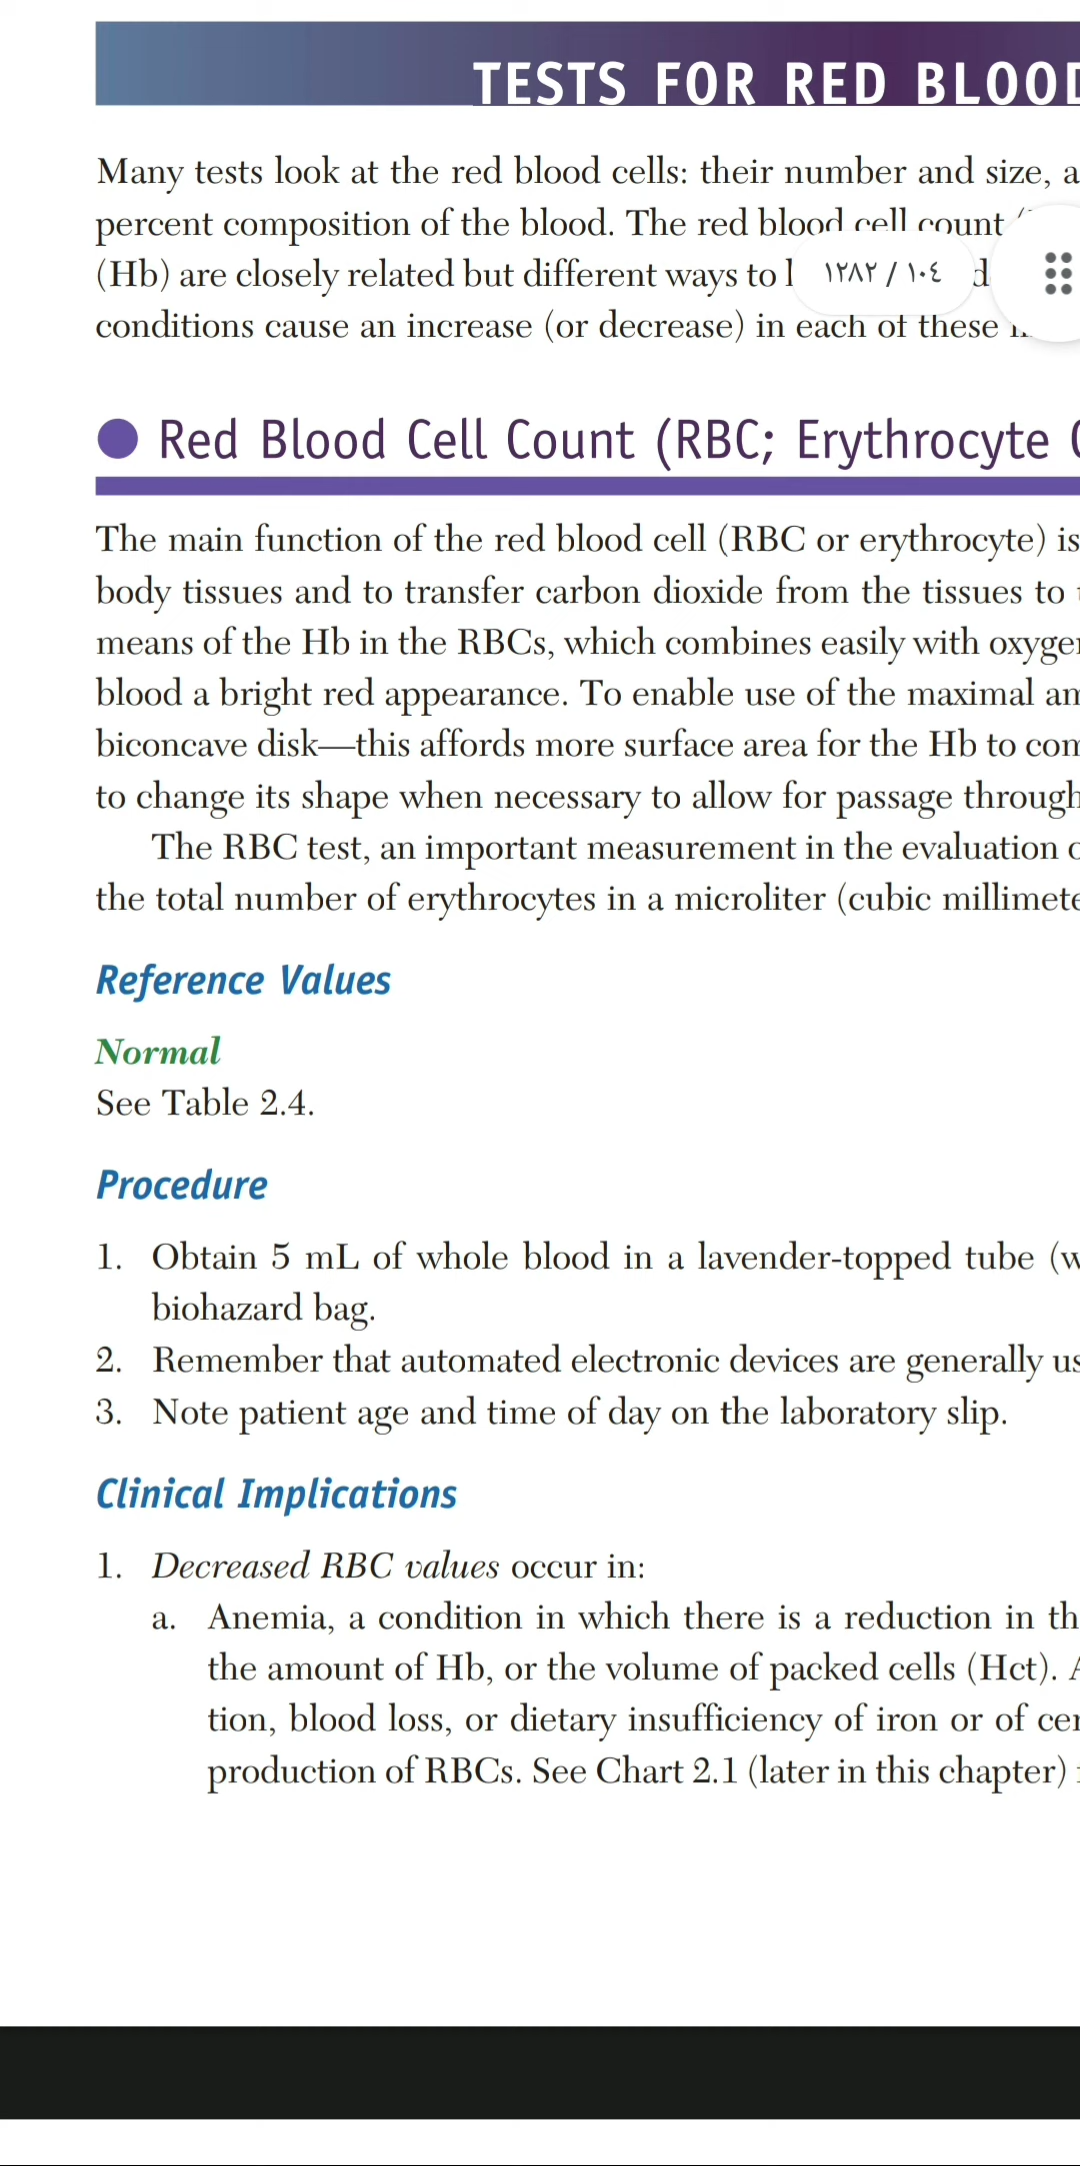 TESTS FOR RED BLOOD
Many tests look at the red blood cells: their number and size, a
percent composition of the blood. The red blood cell count
(Hb) are closely related but different ways to
١٢٨٢ / ١٠٤
conditions cause an increase (or decrease) in each of these
Red Blood Cell Count (RBC; Erythrocyte
The main function of the red blood cell (RBC or erythrocyte) is
body tissues and to transfer carbon dioxide from the tissues to
means of the Hb in the RBCs, which combines easily with oxyge
blood a bright red appearance. To enable use of the maximal am
biconcave disk—this affords more surface area for the Hb to com
to change its shape when necessary to allow for passage through
The RBC test, an important measurement in the evaluation o
the total number of erythrocytes in a microliter (cubic millimete
Reference Values
Normal
See Table 2.4.
Procedure
1. Obtain 5 mL of whole blood in a lavender-topped tube (w
biohazard bag.
2. Remember that automated electronic devices are generally us
3. Note patient age and time of day on the laboratory slip.
Clinical Implications
1. Decreased RBC values occur in:
a. Anemia, a condition in which there is a reduction in th
the amount of Hb, or the volume of packed cells (Hct). A
tion, blood loss, or dietary insufficiency of iron or of cer
production of RBCs. See Chart 2.1 (later in this chapter)